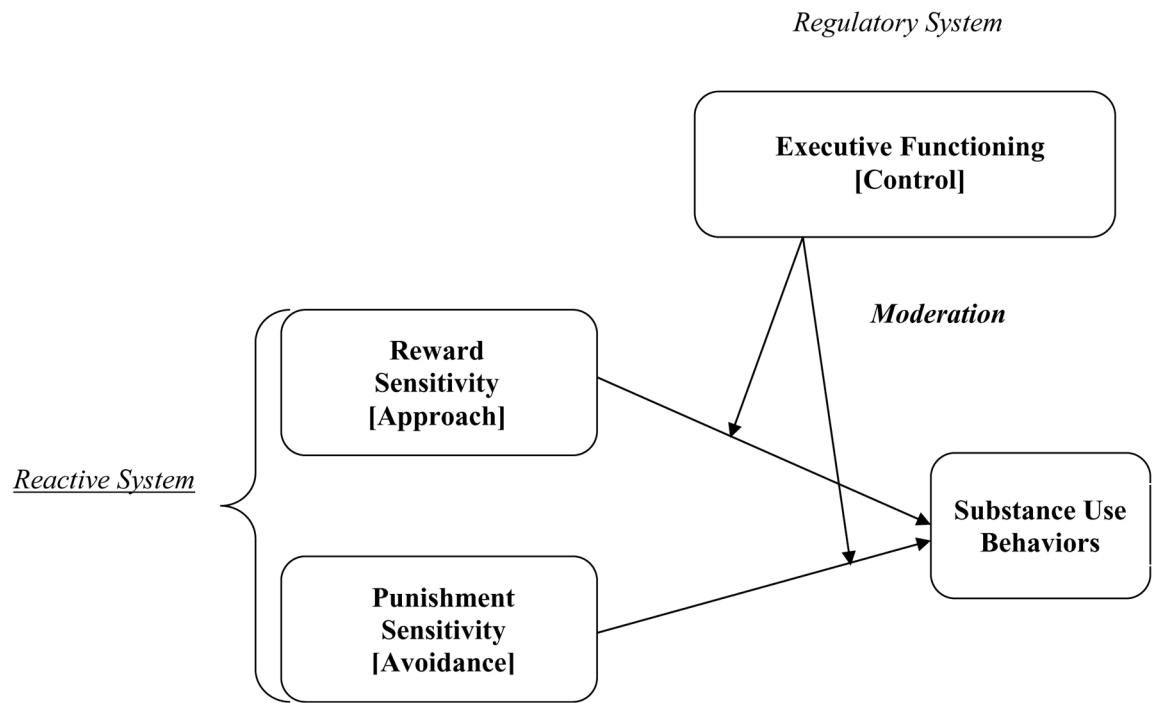 Regulatory System
Executive Functioning
[Control]
Moderation
Reward
Sensitivity
[Approach]
Reactive System
Substance Use
Behaviors
Punishment
Sensitivity
[Avoidance]